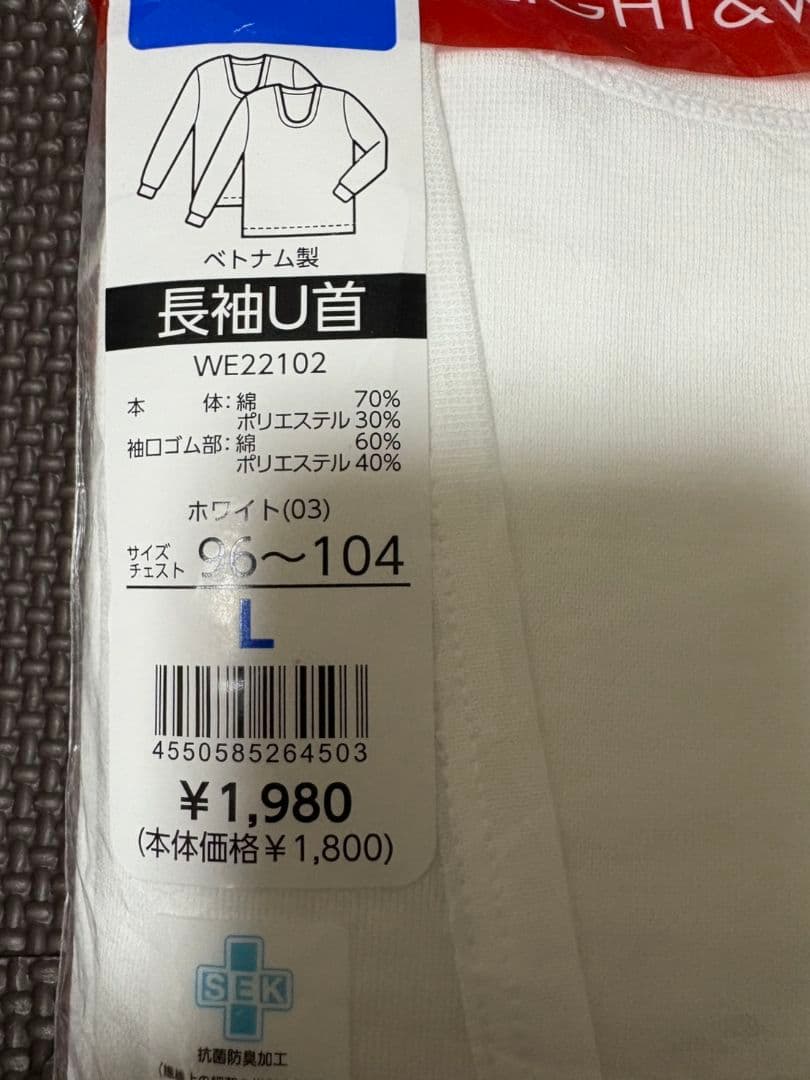 LIGHT&W
ベトナム製
長袖U首
WE22102
本 体:綿 70%
ポリエステル 30%
袖口ゴム部:綿 60%
ポリエステル 40%
ホワイト(03)
サイズ
チェスト 96〜104
L
4550585264503
¥1,980
(本体価格¥1,800)
SEK
抗菌防臭加工